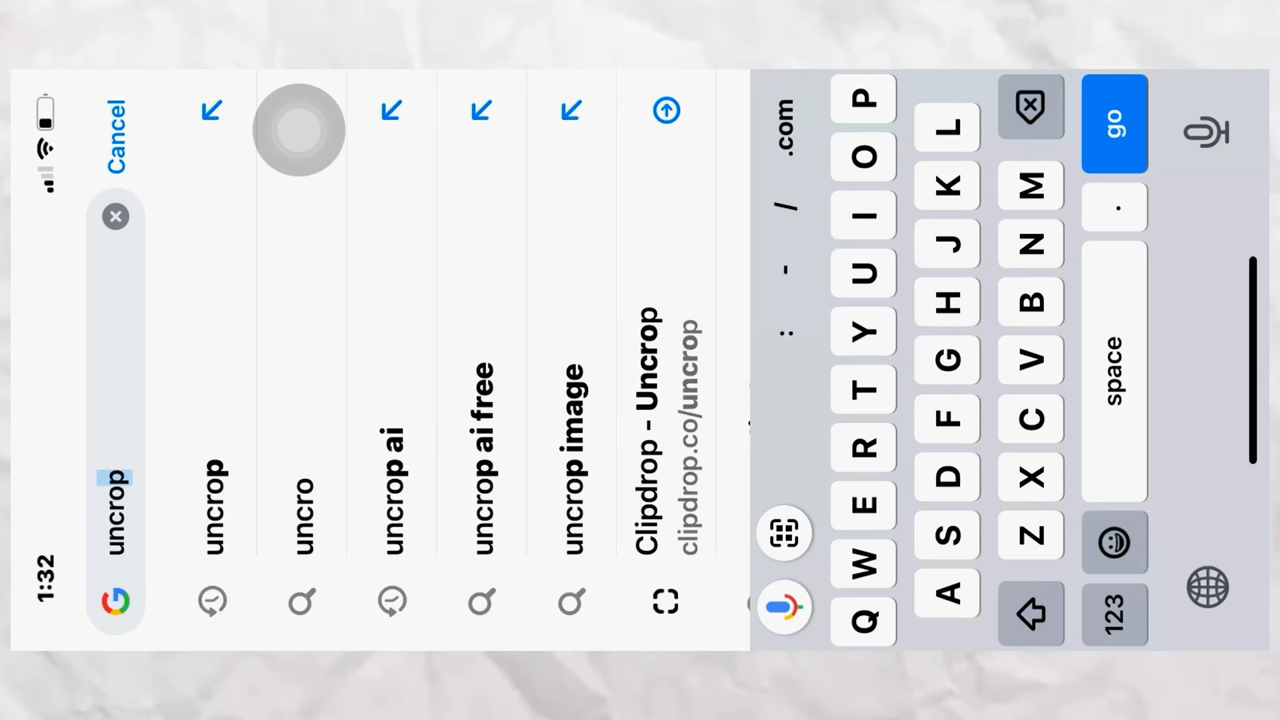 1:32
uncrop
Cancel
uncrop
uncro
uncrop ai
uncrop ai free
uncrop image
Clipdrop - Uncrop
clipdrop.co/uncrop
: - / .com
Q W E R T Y U I O P
A S D F G H J K L
Z X C V B N M
123 space . go